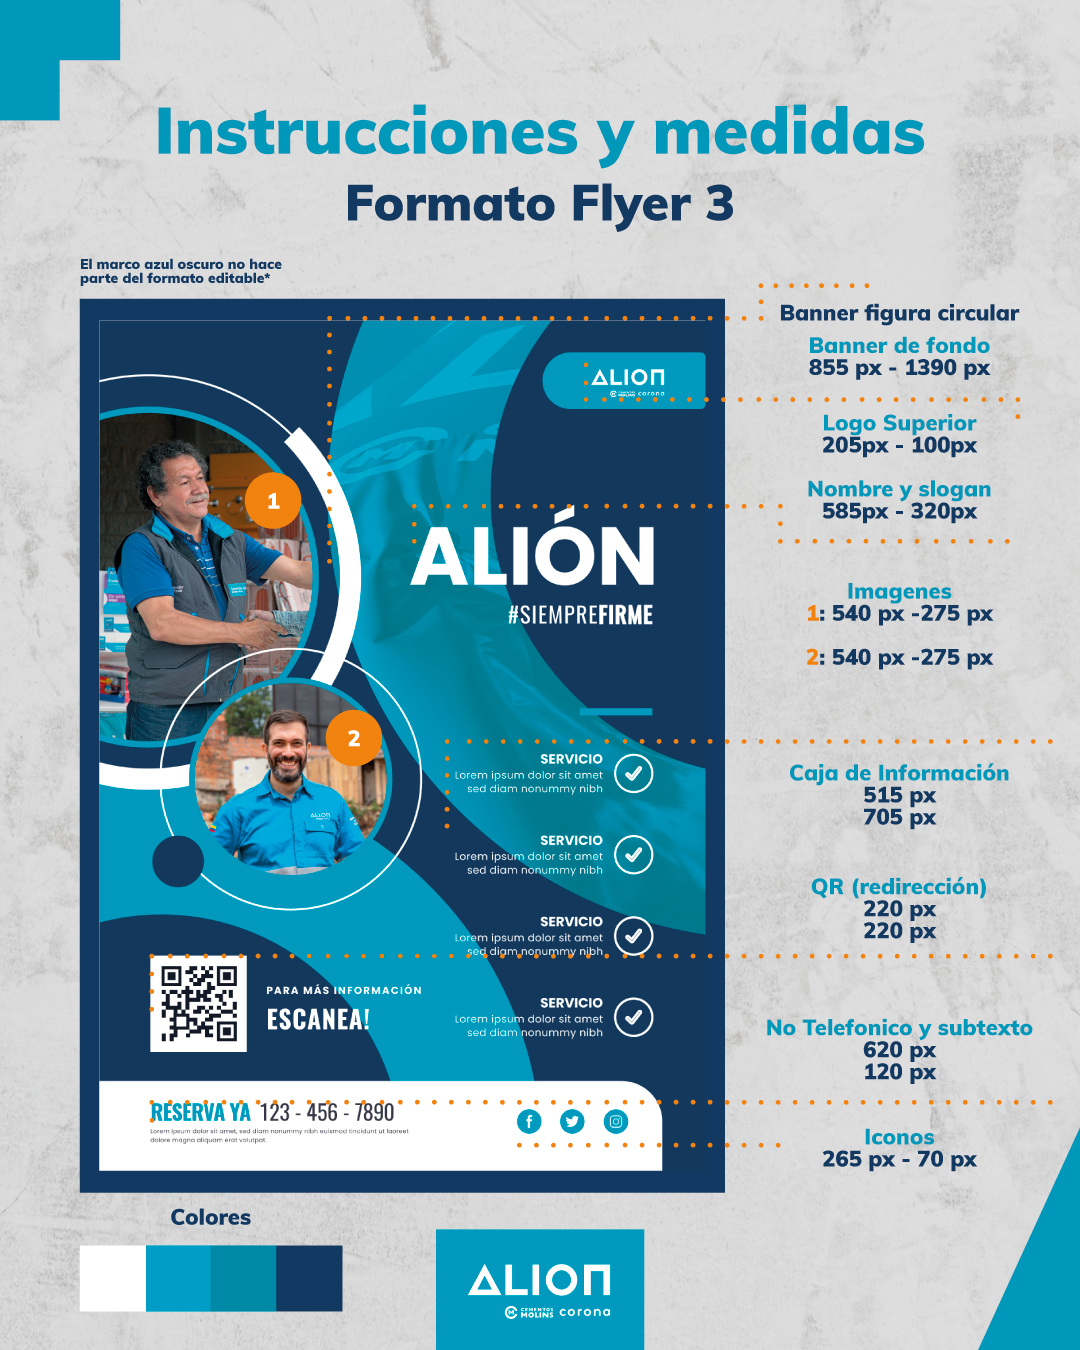 Instrucciones y medidas
Formato Flyer 3
El marco azul oscuro no hace
parte del formato editable*
ALION
CEMENTOS MOLINS corona
1
ALIÓN
#SIEMPREFIRME
2
ALION
SERVICIO
Lorem ipsum dolor sit amet
sed diam nonummy nibh
SERVICIO
Lorem ipsum dolor sit amet
sed diam nonummy nibh
SERVICIO
Lorem ipsum dolor sit amet
sed diam nonummy nibh
SERVICIO
Lorem ipsum dolor sit amet
sed diam nonummy nibh
PARA MÁS INFORMACIÓN
ESCANEA!
RESERVA YA 123 - 456 - 7890
Lorem ipsum dolor sit amet, sed diam nonummy nibh euismod tincidunt ut laoreet
dolore magna aliquam erat volutpat.
Banner figura circular
Banner de fondo
855 px - 1390 px
Logo Superior
205px - 100px
Nombre y slogan
585px - 320px
Imagenes
1: 540 px -275 px
2: 540 px -275 px
Caja de Información
515 px
705 px
QR (redirección)
220 px
220 px
No Telefonico y subtexto
620 px
120 px
Iconos
265 px - 70 px
Colores
ALION
CEMENTOS MOLINS corona